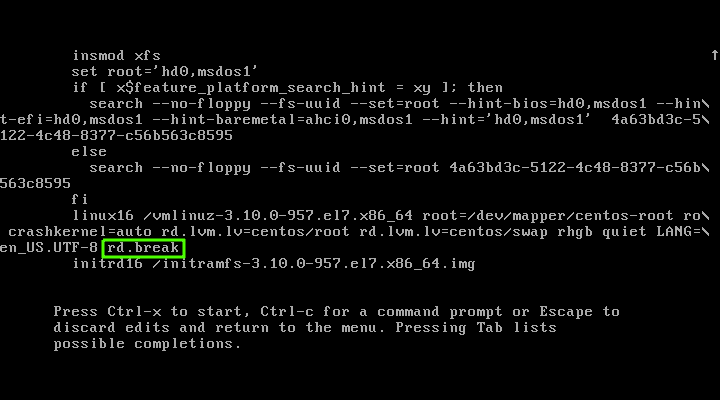 insmod xfs
set root='hd0,msdos1'
if [ x$feature_platform_search_hint = xy ]; then
search --no-floppy --fs-uuid --set=root --hint-bios=hd0,msdos1 --hin\
t-efi=hd0,msdos1 --hint-baremetal=ahci0,msdos1 --hint='hd0,msdos1'  4a63bd3c-5\
122-4c48-8377-c56b563c8595
else
search --no-floppy --fs-uuid --set=root 4a63bd3c-5122-4c48-8377-c56b\
563c8595
fi
linux16 /vmlinuz-3.10.0-957.el7.x86_64 root=/dev/mapper/centos-root ro\
crashkernel=auto rd.lvm.lv=centos/root rd.lvm.lv=centos/swap rhgb quiet LANG=\
en_US.UTF-8 rd.break
initrd16 /initramfs-3.10.0-957.el7.x86_64.img
Press Ctrl-x to start, Ctrl-c for a command prompt or Escape to
discard edits and return to the menu. Pressing Tab lists
possible completions.